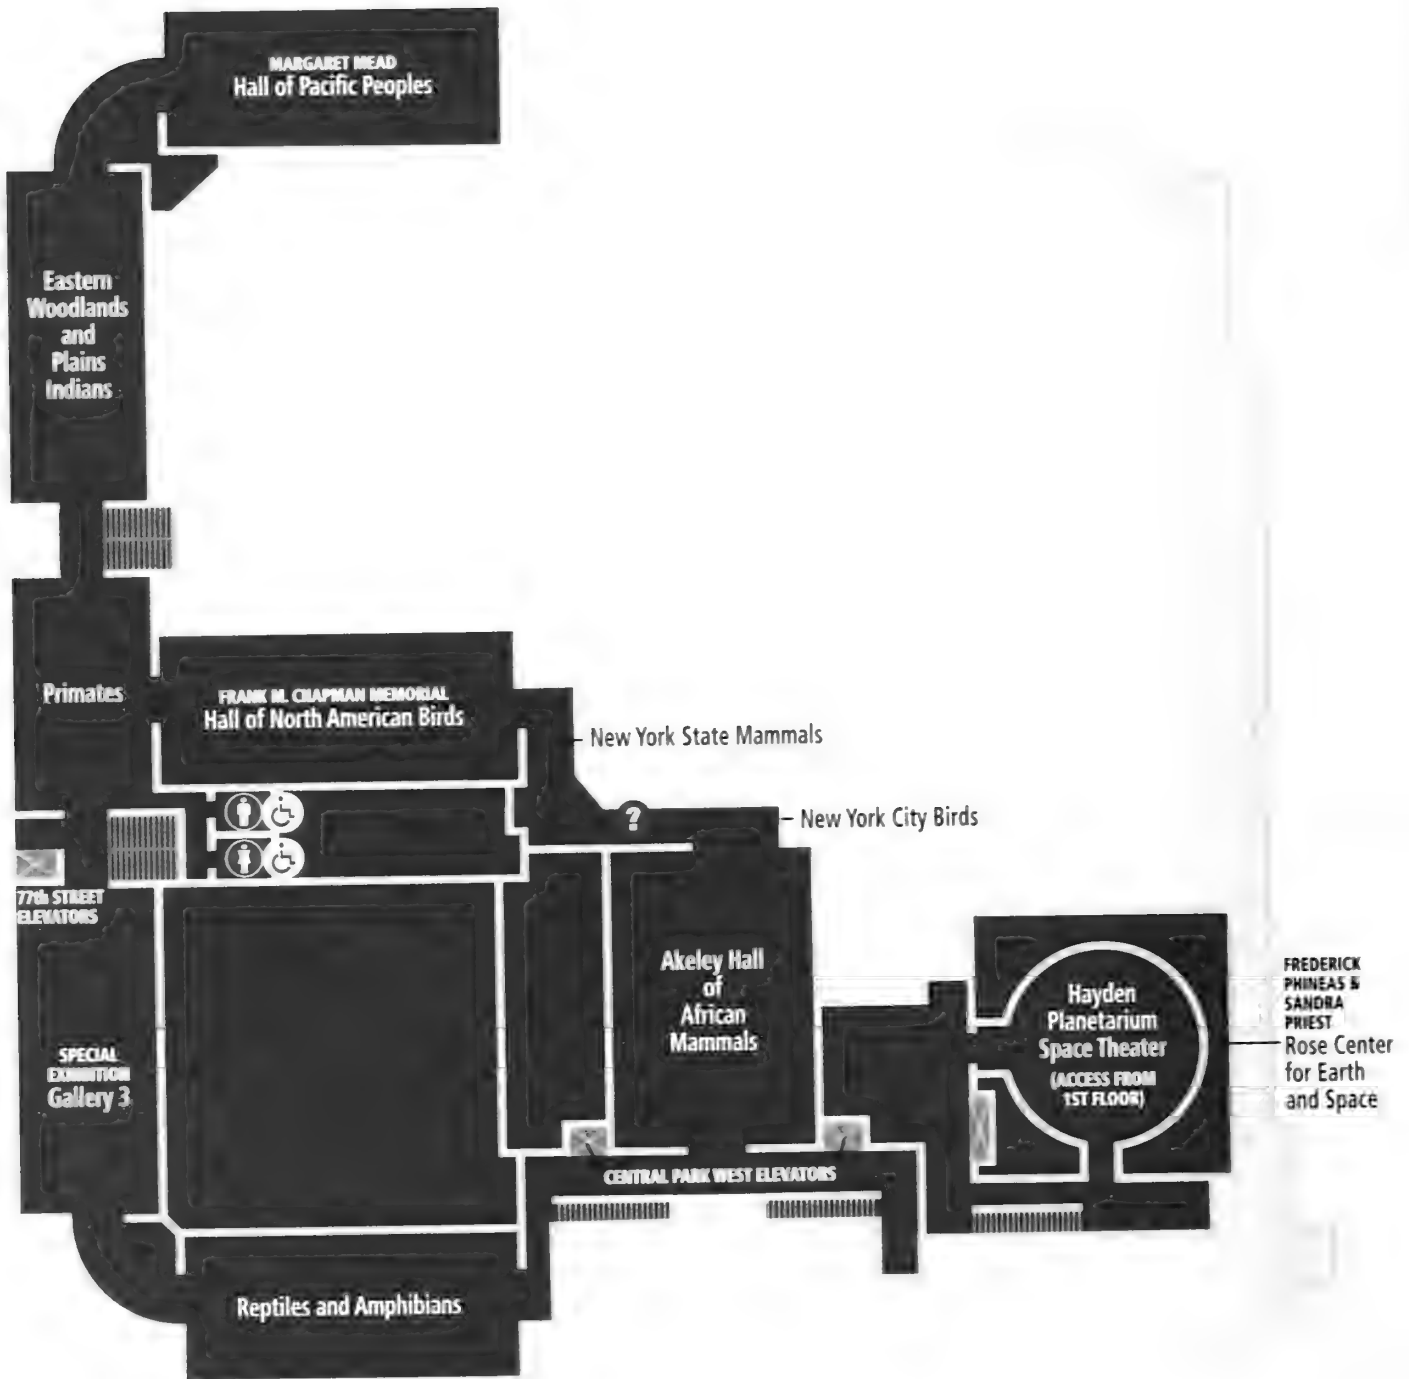 MARGARET MEAD
Hall of Pacific Peoples
Eastern
Woodlands
and
Plains
Indians
Primates
FRANK M. CHAPMAN MEMORIAL
Hall of North American Birds
New York State Mammals
?
New York City Birds
77th STREET
ELEVATORS
Akeley Hall
of
African
Mammals
Hayden
Planetarium
Space Theater
(ACCESS FROM
1ST FLOOR)
FREDERICK
PHINEAS &
SANDRA
PRIEST
Rose Center
for Earth
and Space
SPECIAL
EXHIBITION
Gallery 3
CENTRAL PARK WEST ELEVATORS
Reptiles and Amphibians